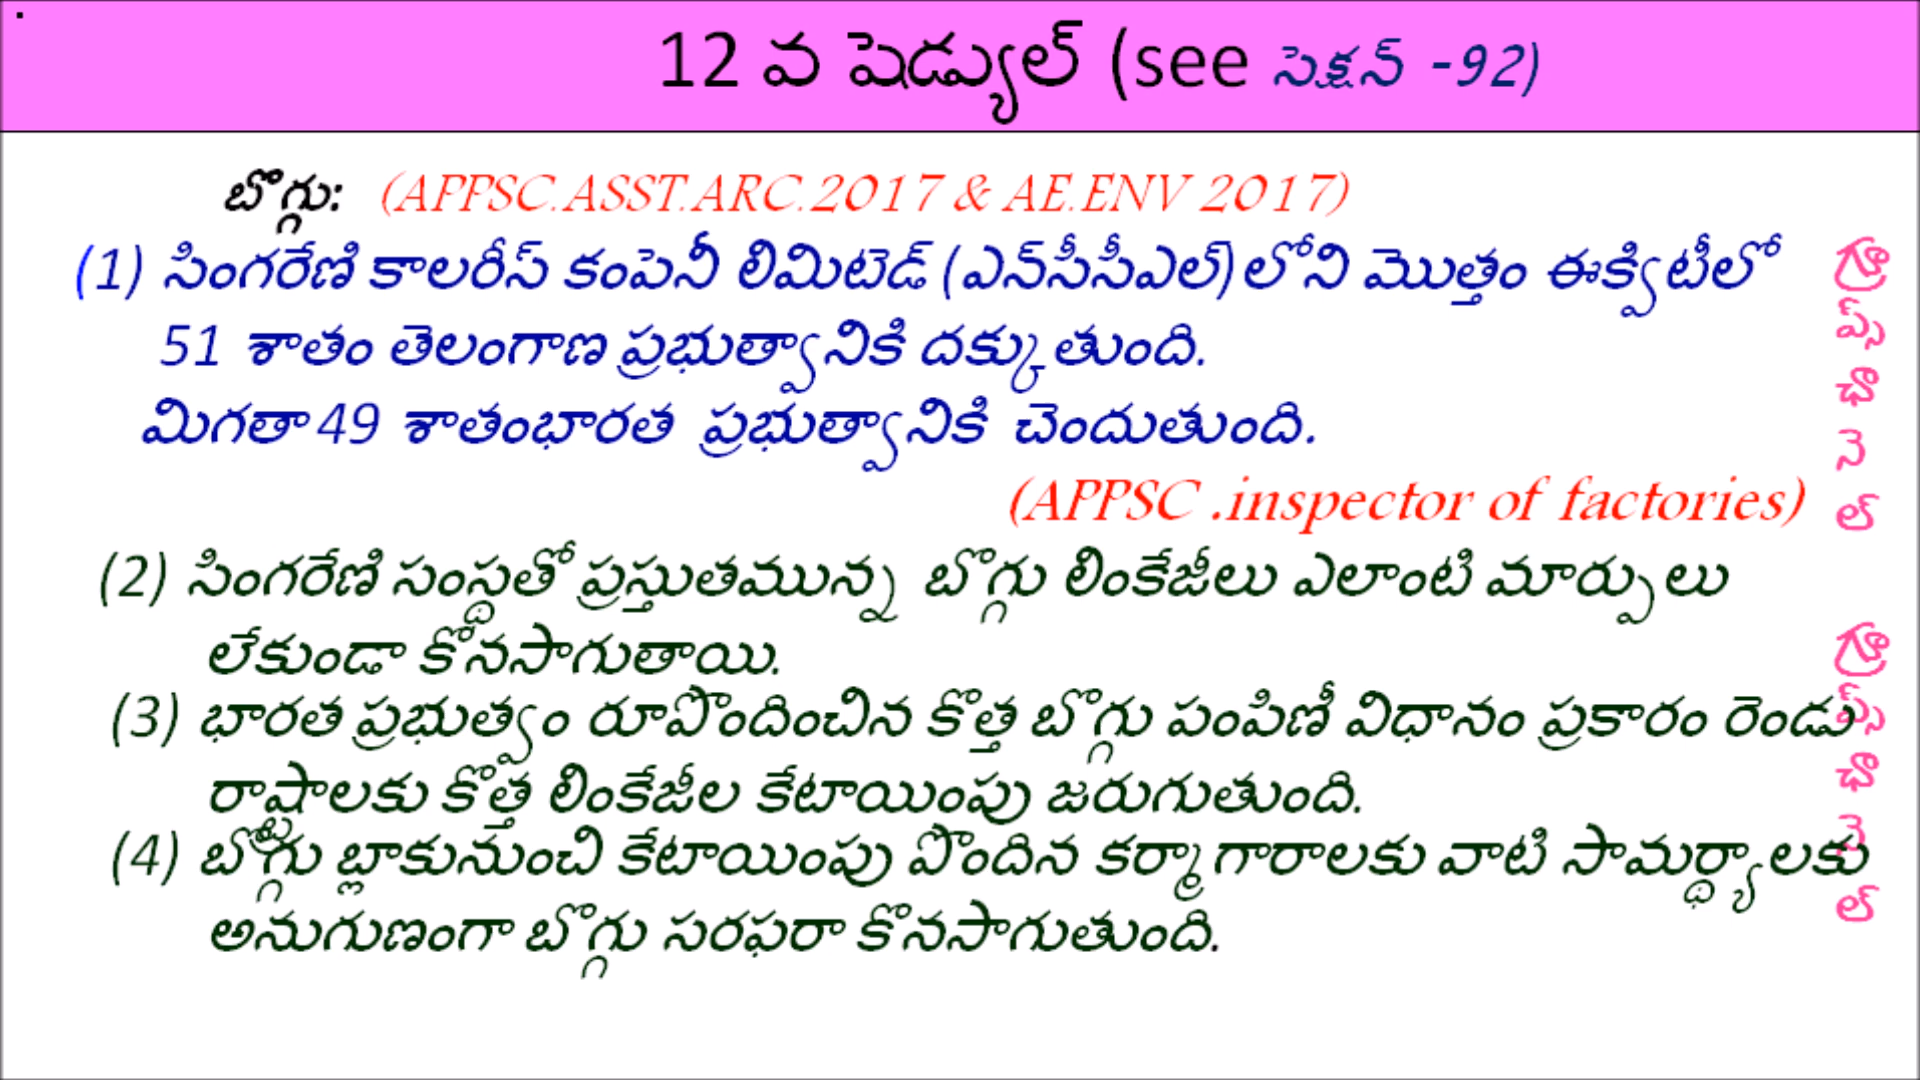 12 వ షెడ్యుల్ (see సెక్షన్ -92)
బొగ్గు: (APPSC.ASST.ARC.2017 & AE.ENV 2017)
(1) సింగరేణి కాలరీస్ కంపెనీ లిమిటెడ్ (ఎన్‌సీసీఎల్) లోని మొత్తం ఈక్విటీలో
51 శాతం తెలంగాణ ప్రభుత్వానికి దక్కుతుంది.
మిగతా 49 శాతంభారత ప్రభుత్వానికి చెందుతుంది.
(APPSC .inspector of factories)
(2) సింగరేణి సంస్థతో ప్రస్తుతమున్న బొగ్గు లింకేజీలు ఎలాంటి మార్పులు
లేకుండా కొనసాగుతాయి.
(3) భారత ప్రభుత్వం రూపొందించిన కొత్త బొగ్గు పంపిణీ విధానం ప్రకారం రెండు
రాష్ట్రాలకు కొత్త లింకేజీల కేటాయింపు జరుగుతుంది.
(4) బొగ్గు బ్లాకునుంచి కేటాయింపు పొందిన కర్మాగారాలకు వాటి సామర్థ్యాలకు
అనుగుణంగా బొగ్గు సరఫరా కొనసాగుతుంది.
గ్రూప్స్ ఛానెల్
గ్రూప్స్ ఛానెల్